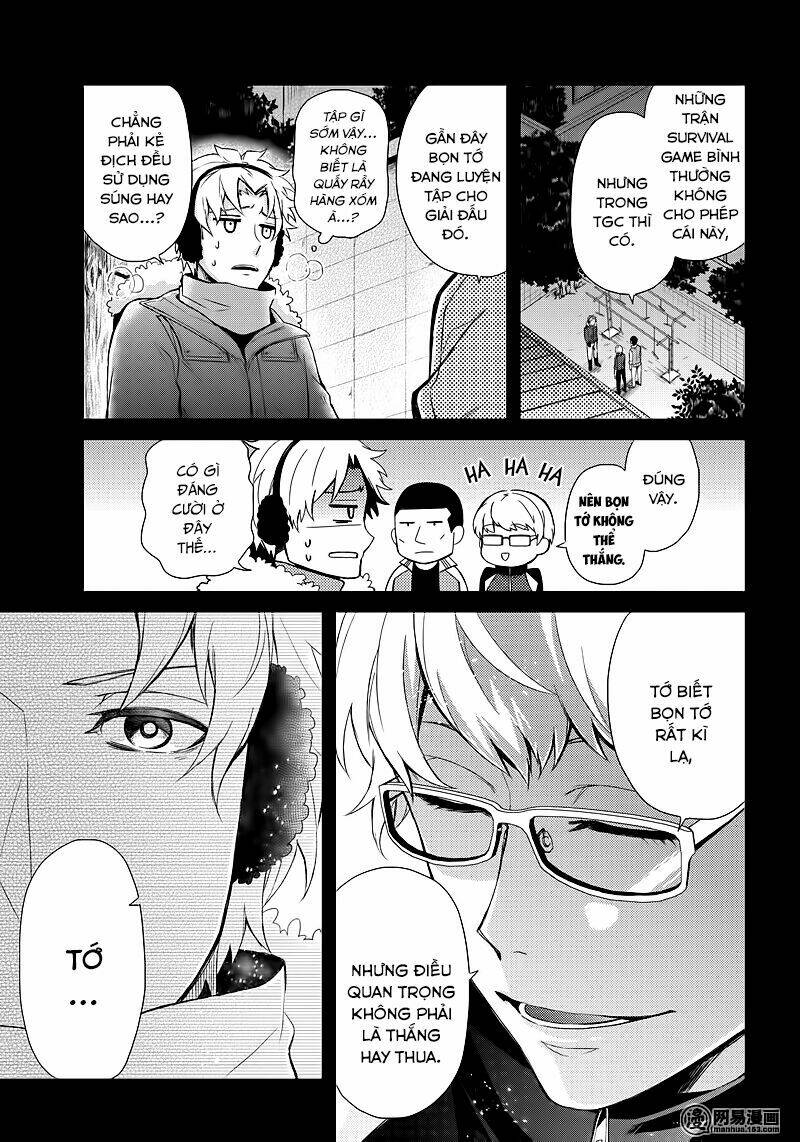 NHỮNG
TRẬN
SURVIVAL
GAME BÌNH
THƯỜNG
KHÔNG
CHO PHÉP
CÁI NÀY,
NHƯNG
TRONG
TGC THÌ
CÓ.
GẦN ĐÂY
BỌN TỚ
ĐANG LUYỆN
TẬP CHO
GIẢI ĐẤU
ĐÓ.
TẬP GÌ
SỚM VẬY...
KHÔNG
BIẾT LÀ
QUẤY RẦY
HÀNG XÓM
À...?
CHẲNG
PHẢI KẺ
ĐỊCH ĐỀU
SỬ DỤNG
SÚNG HAY
SAO...?
ĐÚNG
VẬY.
NÊN BỌN
TỚ KHÔNG
THỂ
THẮNG.
HA HA HA
CÓ GÌ
ĐÁNG
CƯỜI Ở
ĐÂY
THẾ...
TỚ BIẾT
BỌN TỚ
RẤT KÌ
LẠ,
NHƯNG ĐIỀU
QUAN TRỌNG
KHÔNG PHẢI
LÀ THẮNG
HAY THUA.
TỚ
...
网易漫画
manhua.163.com